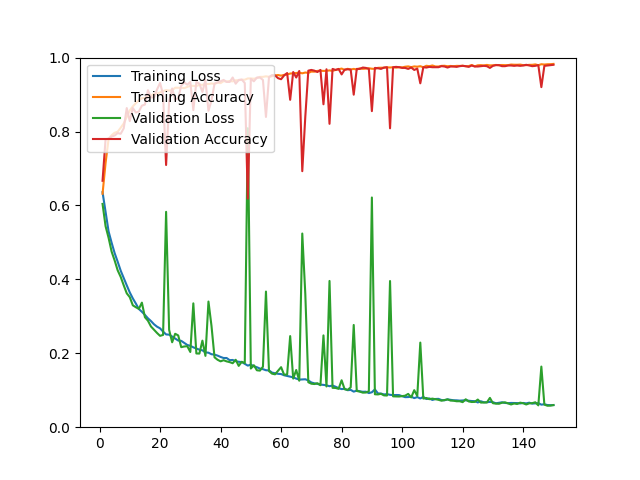 1.0
0.8
0.6
0.4
0.2
0.0
Training Loss
Training Accuracy
Validation Loss
Validation Accuracy
0 20 40 60 80 100 120 140